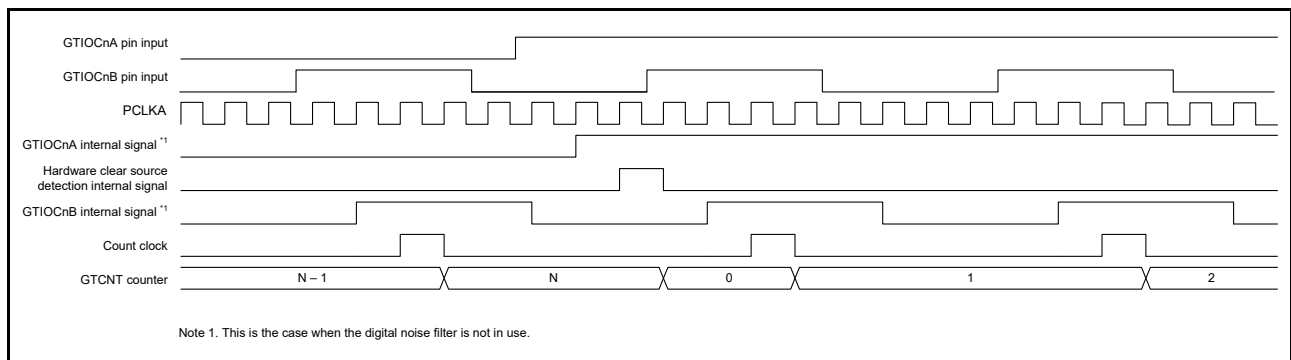 GTIOCnA pin input
GTIOCnB pin input
PCLKA
GTIOCnA internal signal *1
Hardware clear source
detection internal signal
GTIOCnB internal signal *1
Count clock
GTCNT counter
N – 1
N
0
1
2
Note 1. This is the case when the digital noise filter is not in use.